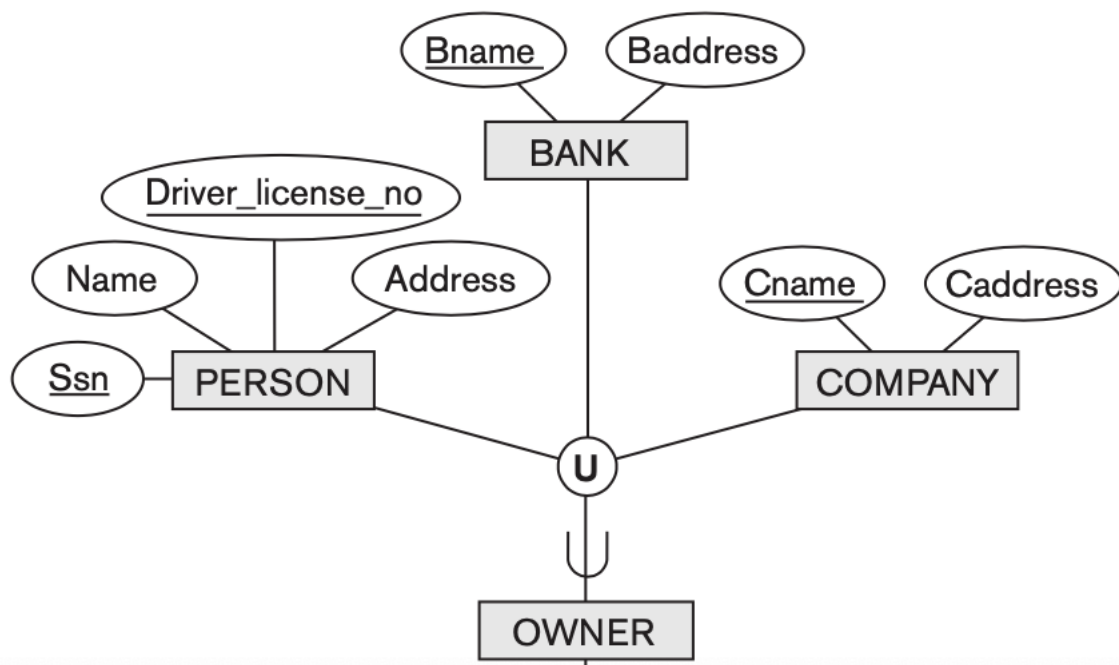 Bname
Baddress
BANK
Driver_license_no
Name
Address
Cname
Caddress
Ssn
PERSON
COMPANY
U
OWNER